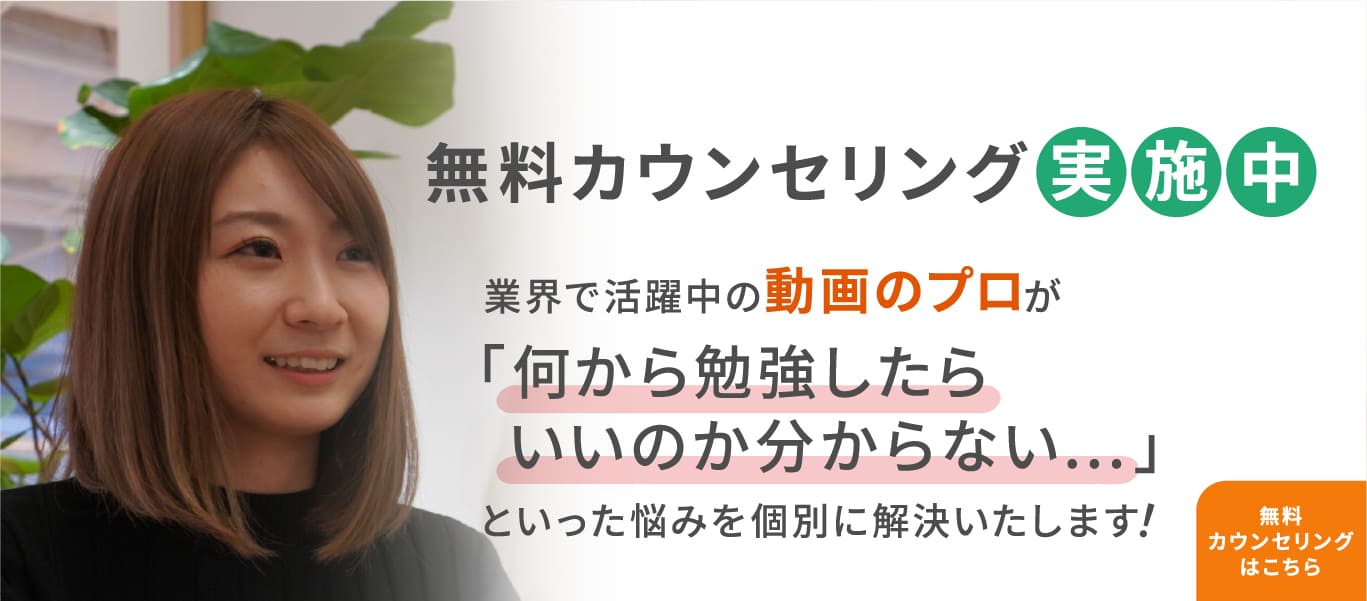 無料カウンセリング実施中
業界で活躍中の動画のプロが
「何から勉強したら
いいのか分からない...」
といった悩みを個別に解決いたします!
無料
カウンセリング
はこちら